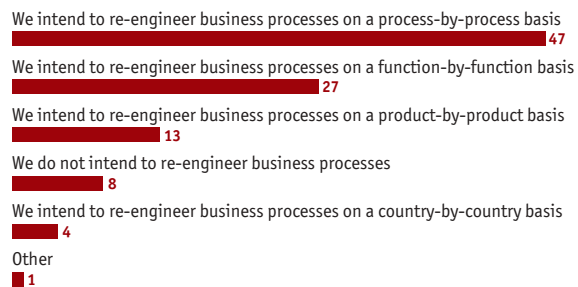 We intend to re-engineer business processes on a process-by-process basis
47
We intend to re-engineer business processes on a function-by-function basis
27
We intend to re-engineer business processes on a product-by-product basis
13
We do not intend to re-engineer business processes
8
We intend to re-engineer business processes on a country-by-country basis
4
Other
1